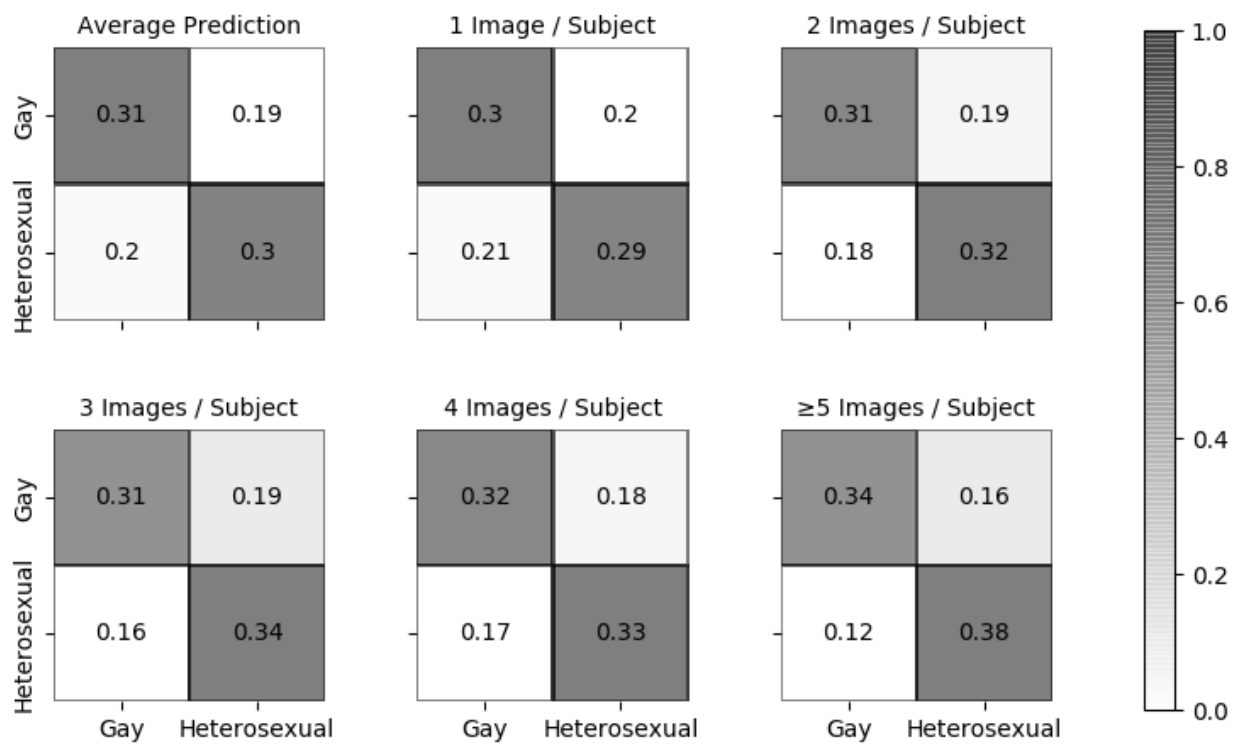 Average Prediction
1 Image / Subject
2 Images / Subject
1.0
Gay
0.31
0.19
0.3
0.2
0.31
0.19
0.8
Heterosexual
0.2
0.3
0.21
0.29
0.18
0.32
0.6
3 Images / Subject
4 Images / Subject
≥5 Images / Subject
0.4
Gay
0.31
0.19
0.32
0.18
0.34
0.16
0.2
Heterosexual
0.16
0.34
0.17
0.33
0.12
0.38
0.0
Gay
Heterosexual
Gay
Heterosexual
Gay
Heterosexual